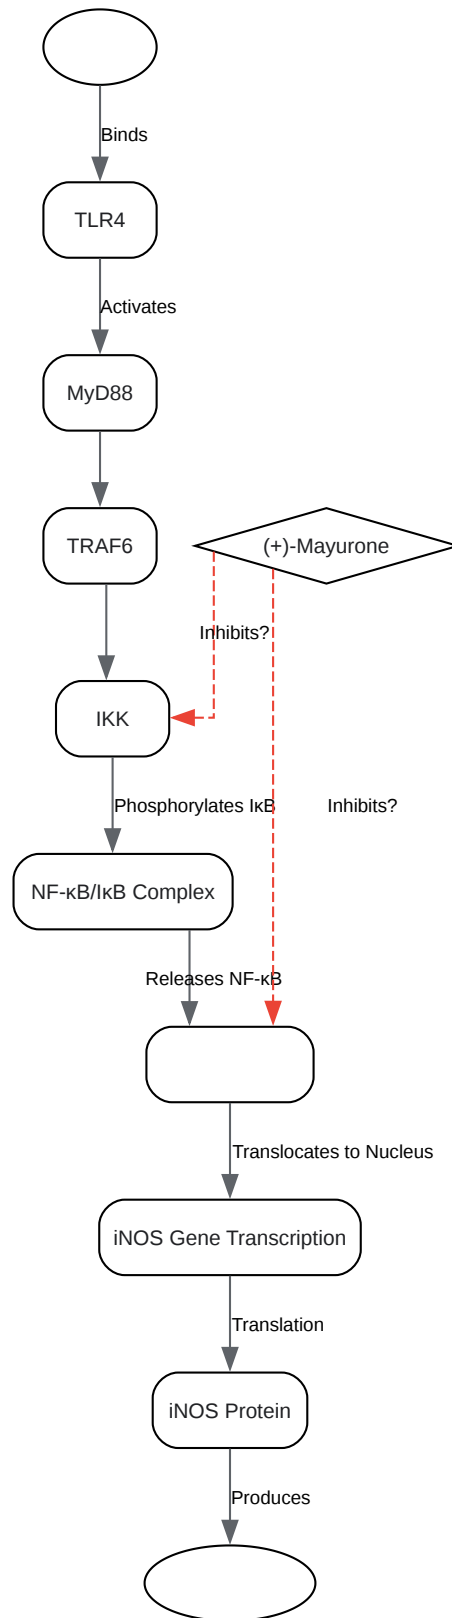 Binds
TLR4
Activates
MyD88
TRAF6
(+)-Mayurone
Inhibits?
IKK
Phosphorylates IκB
Inhibits?
NF-κB/IκB Complex
Releases NF-κB
Translocates to Nucleus
iNOS Gene Transcription
Translation
iNOS Protein
Produces